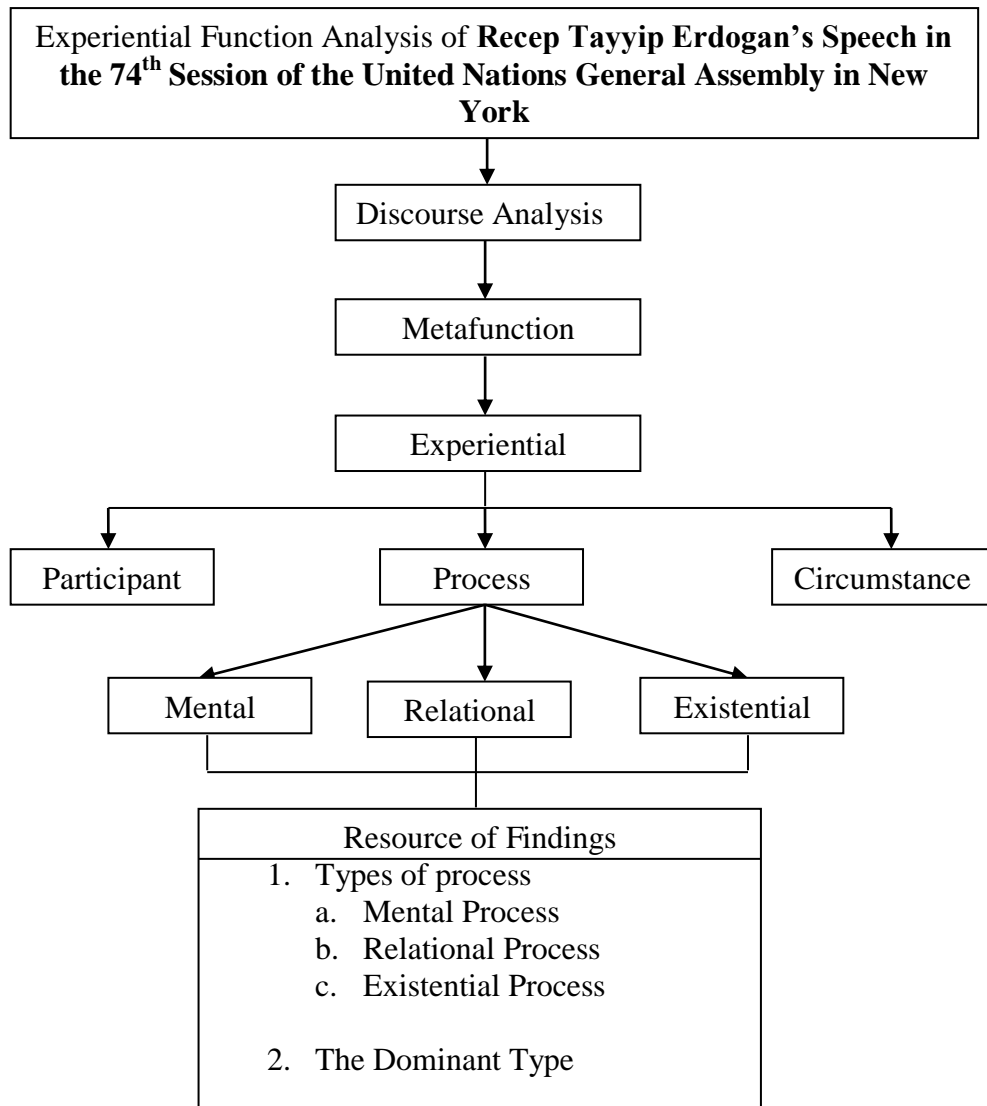 Experiential Function Analysis of Recep Tayyip Erdogan’s Speech in
the 74th Session of the United Nations General Assembly in New
York
Discourse Analysis
Metafunction
Experiential
Participant
Process
Circumstance
Mental
Relational
Existential
Resource of Findings
1. Types of process
a. Mental Process
b. Relational Process
c. Existential Process
2. The Dominant Type